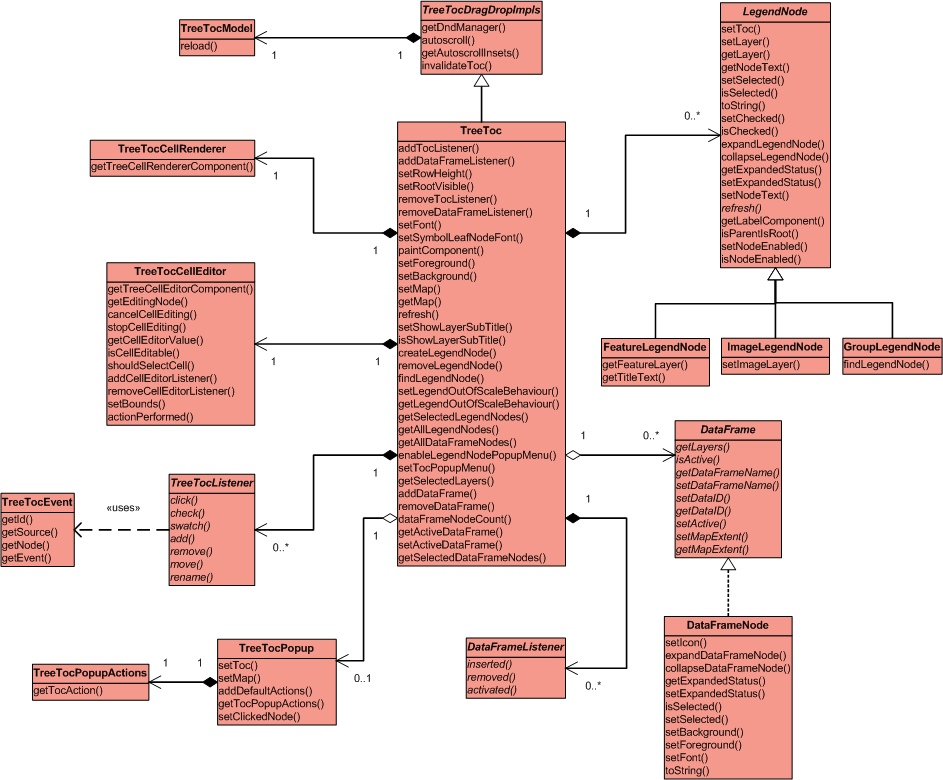 TreeTocDragDropImpls
getDndManager()
autoscroll()
getAutoscrollInsets()
invalidateToc()
TreeTocModel
reload()
1
1
LegendNode
setToc()
setLayer()
getLayer()
getNodeText()
setSelected()
isSelected()
toString()
setChecked()
isChecked()
expandLegendNode()
collapseLegendNode()
getExpandedStatus()
setExpandedStatus()
setNodeText()
refresh()
getLabelComponent()
isParentIsRoot()
setNodeEnabled()
isNodeEnabled()
TreeToc
addTocListener()
addDataFrameListener()
setRowHeight()
setRootVisible()
removeTocListener()
removeDataFrameListener()
setFont()
setSymbolLeafNodeFont()
paintComponent()
setForeground()
setBackground()
setMap()
getMap()
refresh()
setShowLayerSubTitle()
isShowLayerSubTitle()
createLegendNode()
removeLegendNode()
findLegendNode()
setLegendOutOfScaleBehaviour()
getLegendOutOfScaleBehaviour()
getSelectedLegendNodes()
getAllLegendNodes()
getAllDataFrameNodes()
enableLegendNodePopupMenu()
setTocPopupMenu()
getSelectedLayers()
addDataFrame()
removeDataFrame()
dataFrameNodeCount()
getActiveDataFrame()
setActiveDataFrame()
getSelectedDataFrameNodes()
0..*
1
TreeTocCellRenderer
getTreeCellRendererComponent()
1
1
TreeTocCellEditor
getTreeCellEditorComponent()
getEditingNode()
cancelCellEditing()
stopCellEditing()
getCellEditorValue()
isCellEditable()
shouldSelectCell()
addCellEditorListener()
removeCellEditorListener()
setBounds()
actionPerformed()
1
1
FeatureLegendNode
getFeatureLayer()
getTitleText()
ImageLegendNode
setImageLayer()
GroupLegendNode
findLegendNode()
1
0..*
DataFrame
getLayers()
isActive()
getDataFrameName()
setDataFrameName()
setDataID()
getDataID()
setActive()
setMapExtent()
getMapExtent()
TreeTocEvent
getId()
getSource()
getNode()
getEvent()
«uses»
TreeTocListener
click()
check()
swatch()
add()
remove()
move()
rename()
1
0..*
1
1
DataFrameNode
setIcon()
expandDataFrameNode()
collapseDataFrameNode()
getExpandedStatus()
setExpandedStatus()
isSelected()
setSelected()
setBackground()
setForeground()
setFont()
toString()
TreeTocPopupActions
getTocAction()
1
1
TreeTocPopup
setToc()
setMap()
addDefaultActions()
getTocPopupActions()
setClickedNode()
0..1
DataFrameListener
inserted()
removed()
activated()
0..*